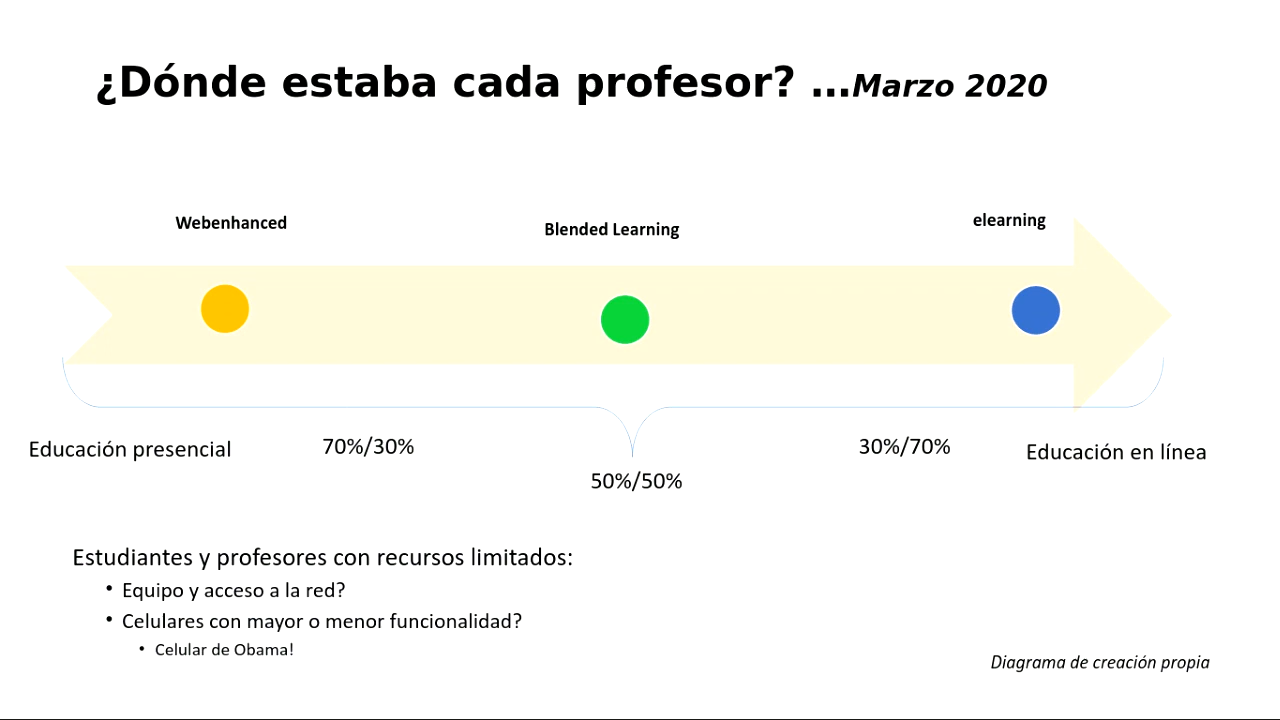 ¿Dónde estaba cada profesor? ...Marzo 2020
Webenhanced
Blended Learning
elearning
Educación presencial
70%/30%
50%/50%
30%/70%
Educación en línea
Estudiantes y profesores con recursos limitados:
• Equipo y acceso a la red?
• Celulares con mayor o menor funcionalidad?
• Celular de Obama!
Diagrama de creación propia